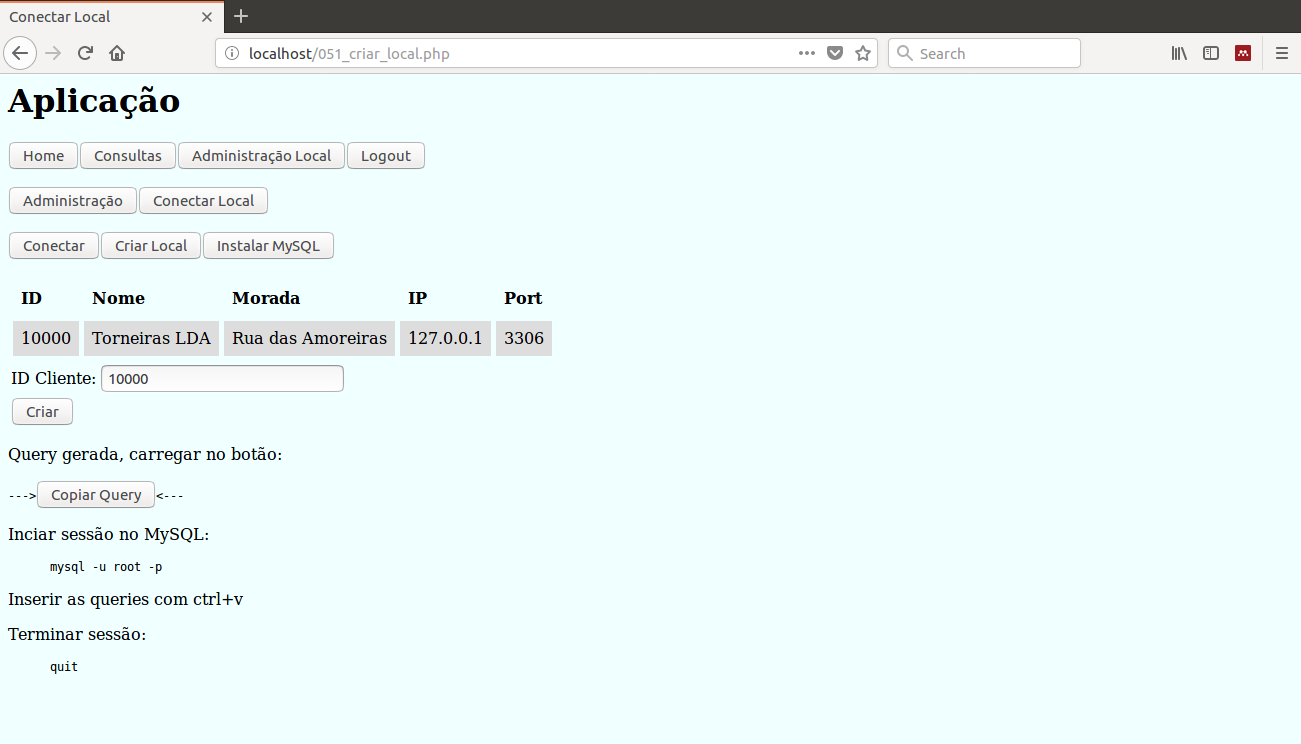 Conectar Local
localhost/051_criar_local.php
Search
Aplicação
Home Consultas Administração Local Logout
Administração Conectar Local
Conectar Criar Local Instalar MySQL
ID Nome Morada IP Port
10000 Torneiras LDA Rua das Amoreiras 127.0.0.1 3306
ID Cliente: 10000
Criar
Query gerada, carregar no botão:
---> Copiar Query <---
Inciar sessão no MySQL:
mysql -u root -p
Inserir as queries com ctrl+v
Terminar sessão:
quit